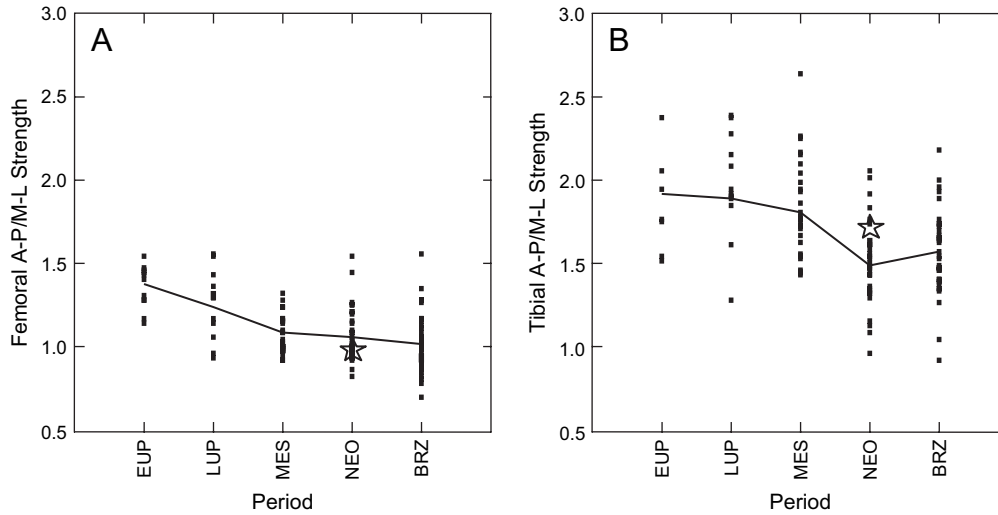 A
Femoral A-P/M-L Strength
3.0
2.5
2.0
1.5
1.0
0.5
EUP
LUP
MES
NEO
BRZ
Period
B
Tibial A-P/M-L Strength
3.0
2.5
2.0
1.5
1.0
0.5
EUP
LUP
MES
NEO
BRZ
Period